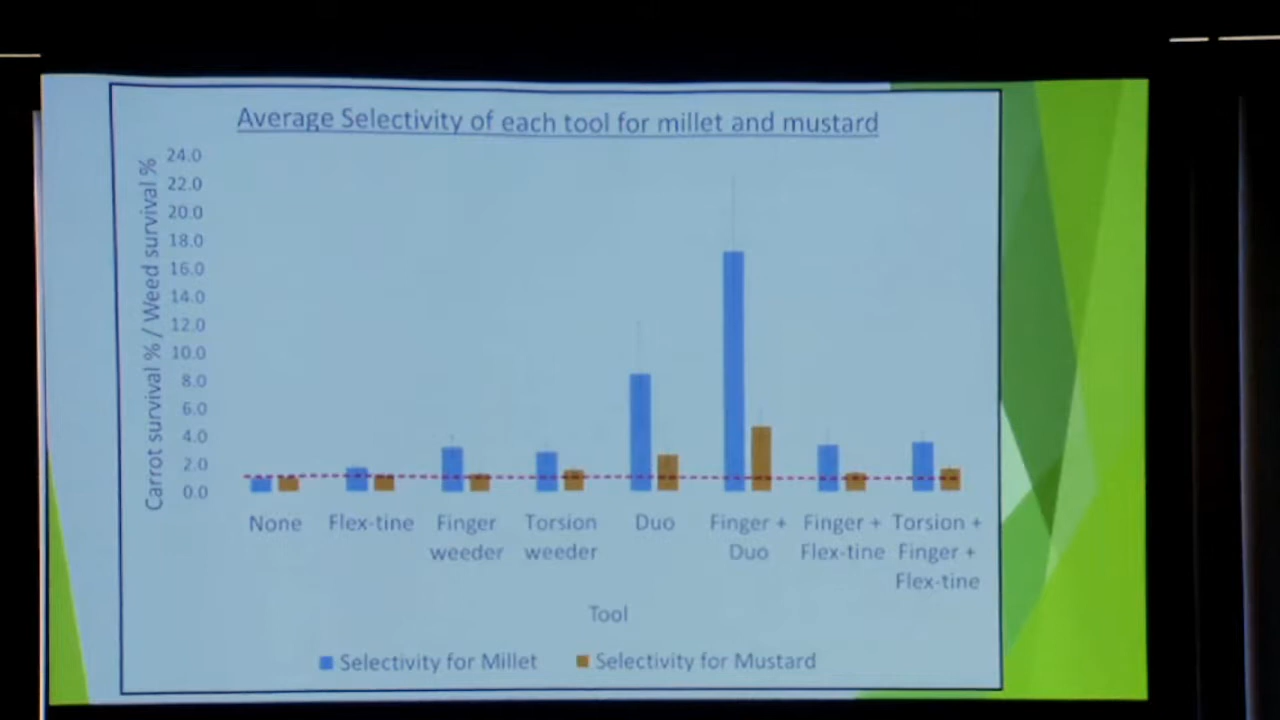 Average Selectivity of each tool for millet and mustard
Carrot survival % / Weed survival %
24.0
22.0
20.0
18.0
16.0
14.0
12.0
10.0
8.0
6.0
4.0
2.0
0.0
None
Flex-tine
Finger
weeder
Torsion
weeder
Duo
Finger +
Duo
Finger +
Flex-tine
Torsion +
Finger +
Flex-tine
Tool
Selectivity for Millet
Selectivity for Mustard